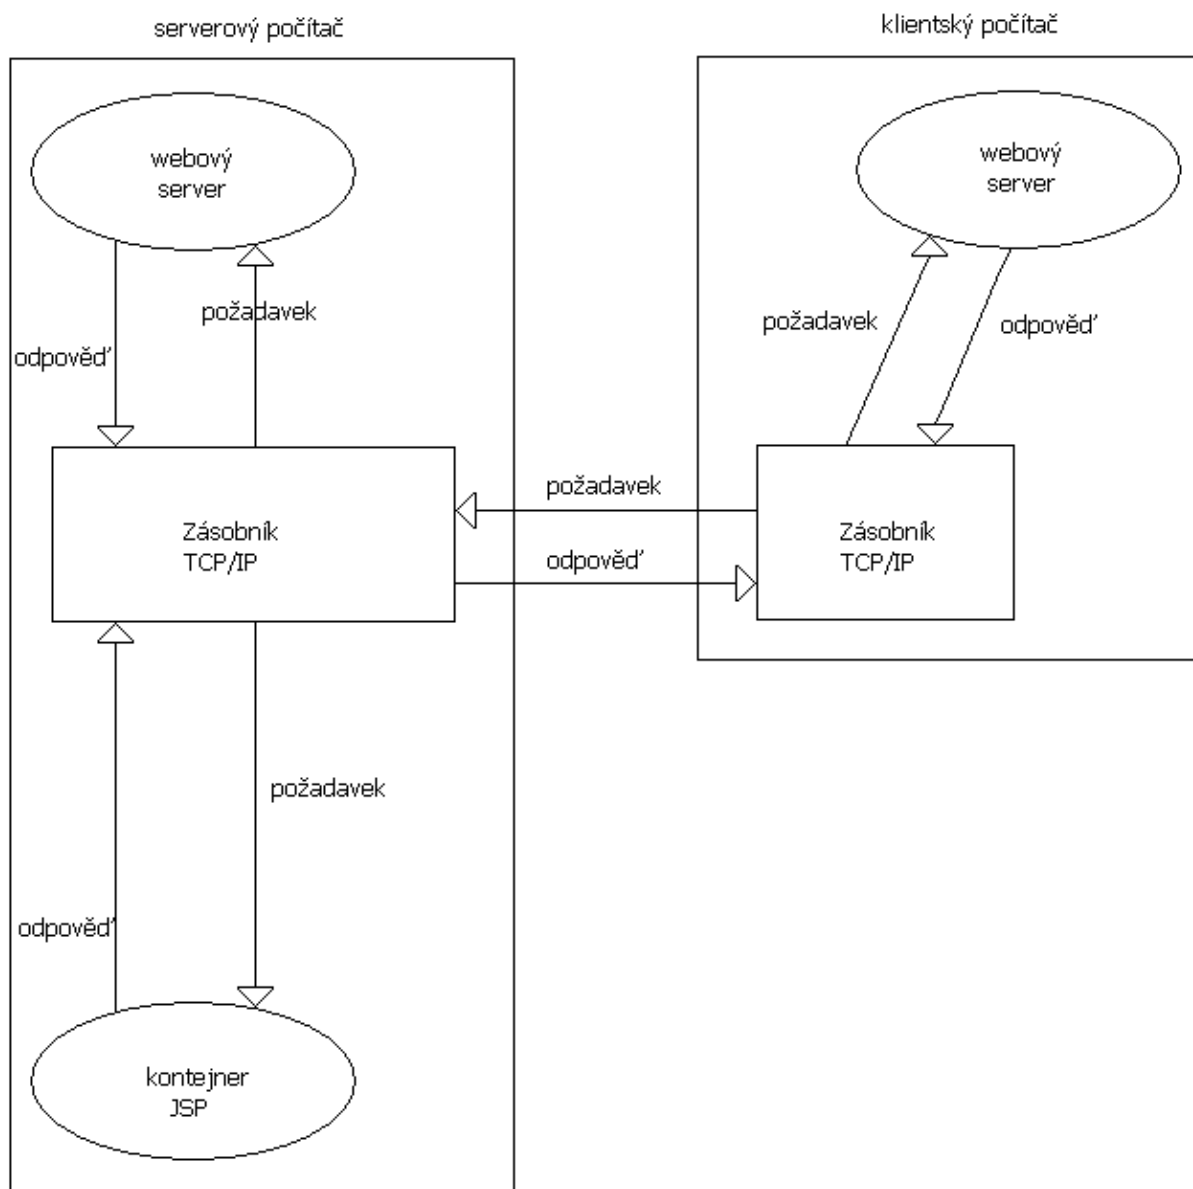 serverový počítač
klientský počítač
webový
server
webový
server
požadavek
odpověď
požadavek
odpověď
požadavek
odpověď
Zásobník
TCP/IP
Zásobník
TCP/IP
požadavek
odpověď
kontejner
JSP